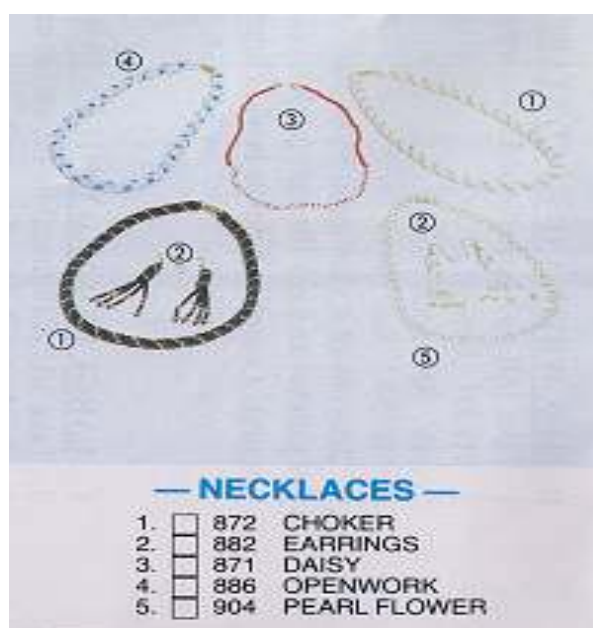 ④
①
③
②
②
①
⑤
— NECKLACES —
1. □ 872 CHOKER
2. □ 882 EARRINGS
3. □ 871 DAISY
4. □ 886 OPENWORK
5. □ 904 PEARL FLOWER